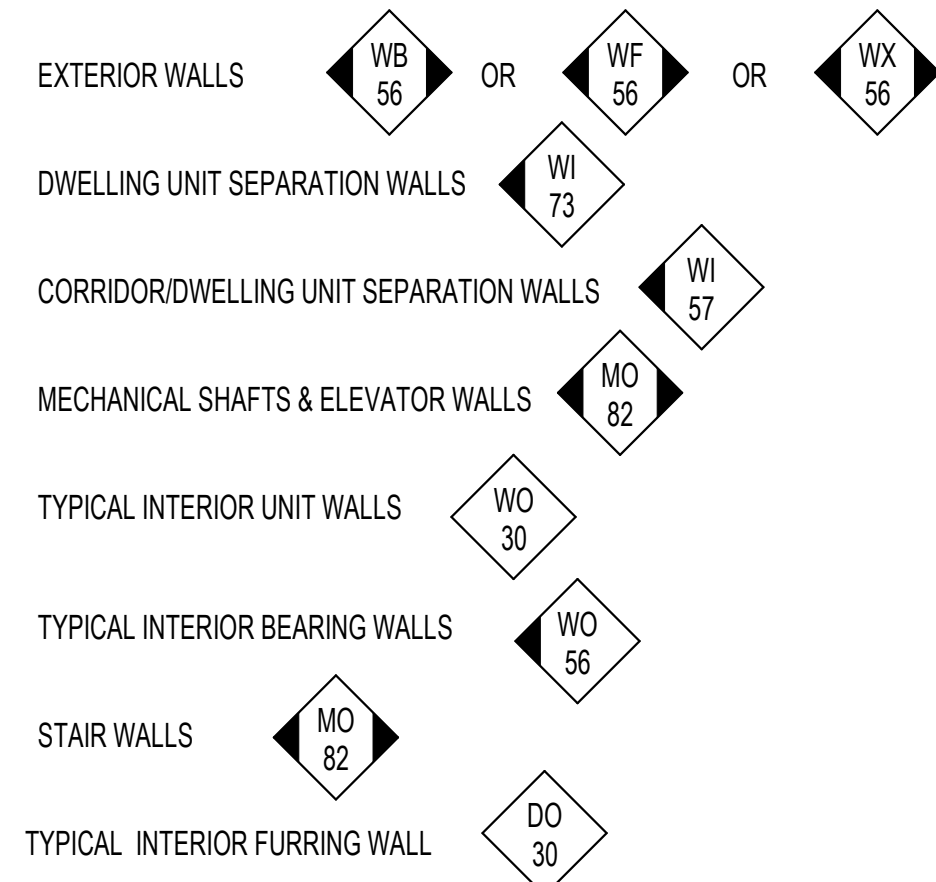 EXTERIOR WALLS WB 56 OR WF 56 OR WX 56
DWELLING UNIT SEPARATION WALLS WI 73
CORRIDOR/DWELLING UNIT SEPARATION WALLS WI 57
MECHANICAL SHAFTS & ELEVATOR WALLS MO 82
TYPICAL INTERIOR UNIT WALLS WO 30
TYPICAL INTERIOR BEARING WALLS WO 56
STAIR WALLS MO 82
TYPICAL INTERIOR FURRING WALL DO 30